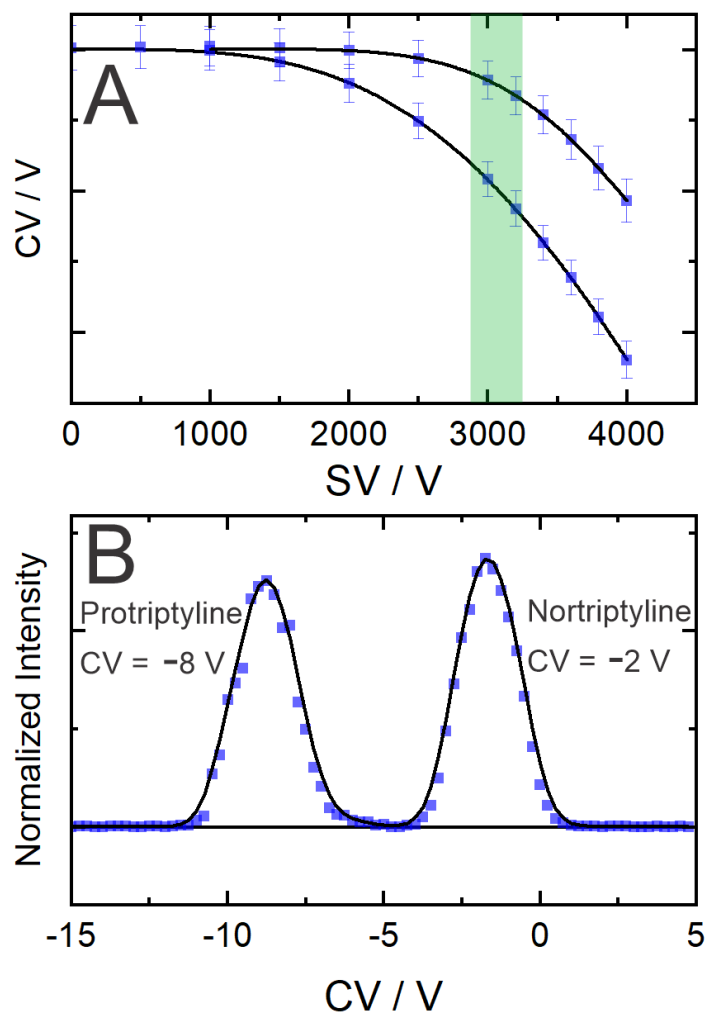 A
CV / V
0 1000 2000 3000 4000
SV / V
B
Normalized Intensity
Protriptyline
CV = −8 V
Nortriptyline
CV = −2 V
-15 -10 -5 0 5
CV / V